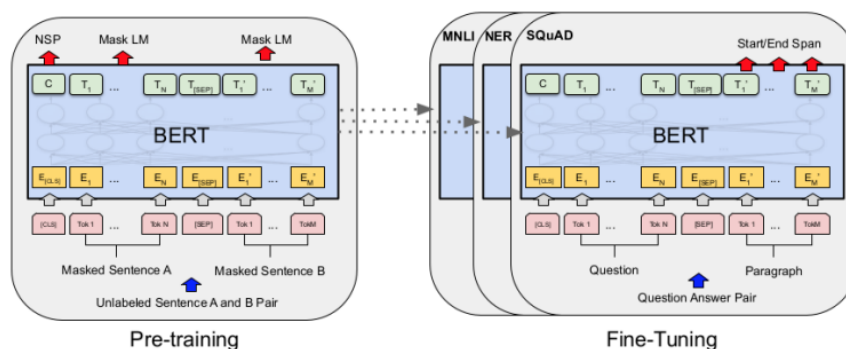 NSP Mask LM Mask LM
C T1 ... TN T[SEP] T1' ... TM'
BERT
E[CLS] E1 ... EN E[SEP] E1' ... EM'
[CLS] Tok 1 ... Tok N [SEP] Tok 1 ... TokM
Masked Sentence A Masked Sentence B
Unlabeled Sentence A and B Pair
Pre-training
MNLI NER SQuAD
Start/End Span
C T1 ... TN T[SEP] T1' ... TM'
BERT
E[CLS] E1 ... EN E[SEP] E1' ... EM'
[CLS] Tok 1 ... Tok N [SEP] Tok 1 ... TokM
Question Paragraph
Question Answer Pair
Fine-Tuning